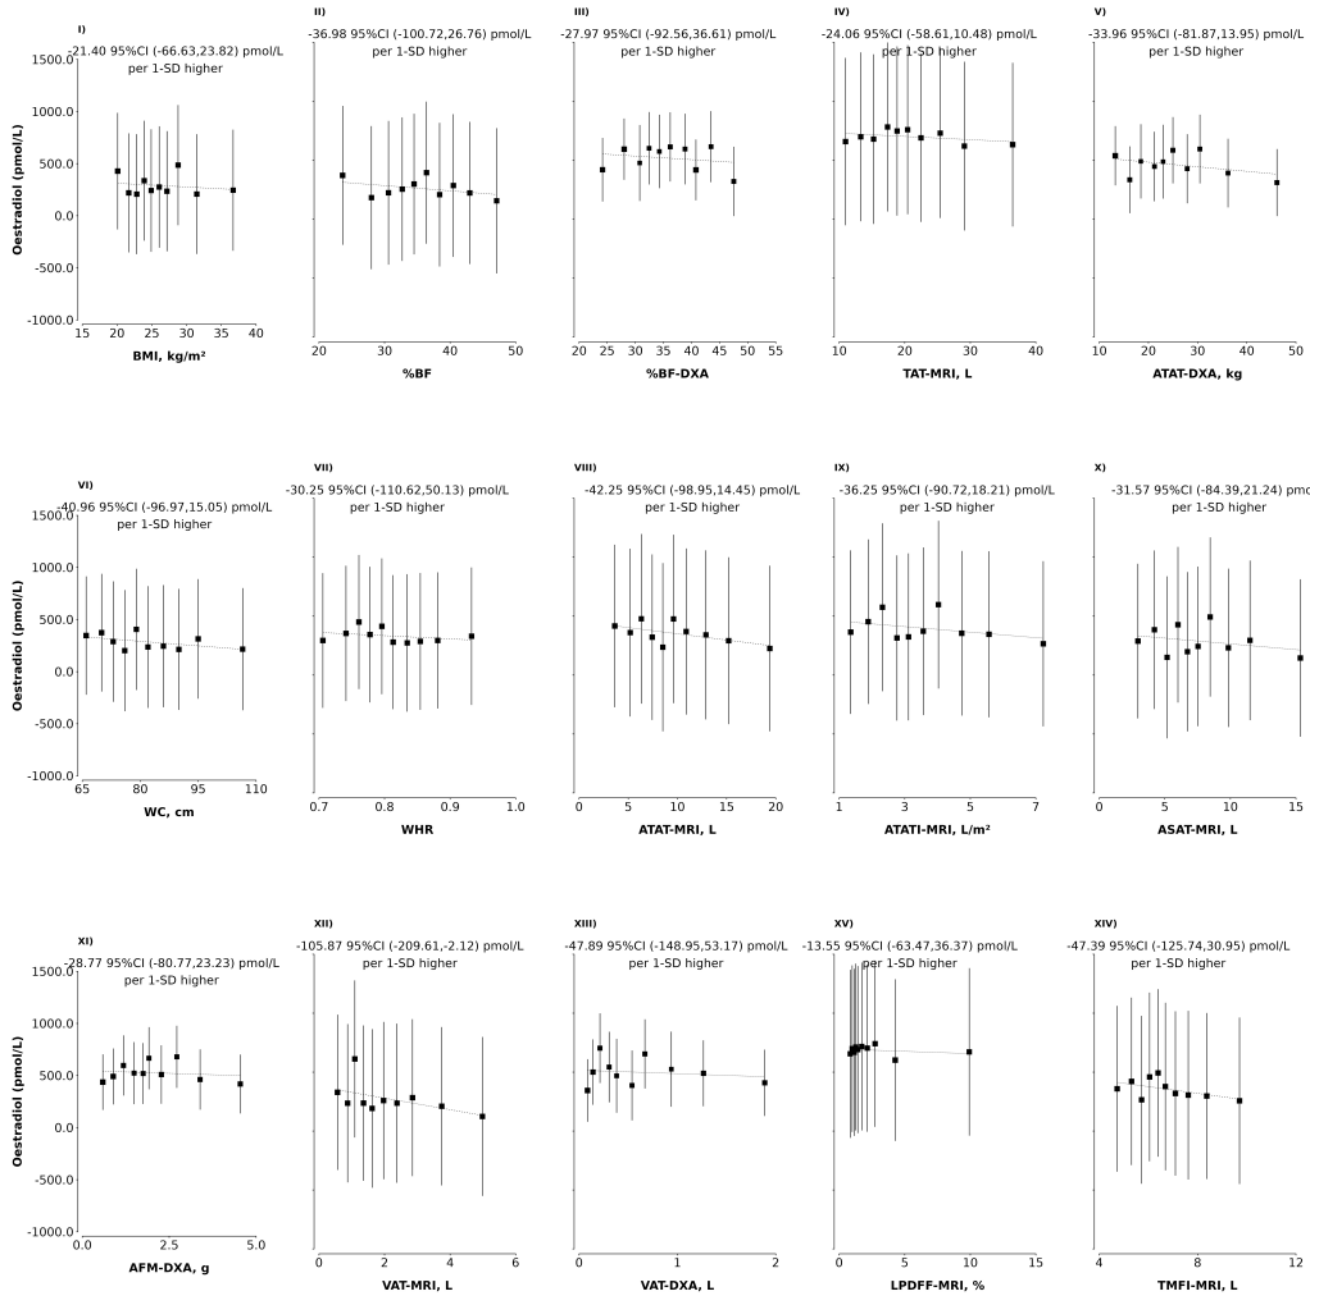 I)
-21.40 95%CI (-66.63,23.82) pmol/L
per 1-SD higher
Oestradiol (pmol/L)
1500.0
1000.0
500.0
0.0
-500.0
-1000.0
15 20 25 30 35 40
BMI, kg/m²
II)
-36.98 95%CI (-100.72,26.76) pmol/L
per 1-SD higher
20 30 40 50
%BF
III)
-27.97 95%CI (-92.56,36.61) pmol/L
per 1-SD higher
20 25 30 35 40 45 50 55
%BF-DXA
IV)
-24.06 95%CI (-58.61,10.48) pmol/L
per 1-SD higher
10 20 30 40
TAT-MRI, L
V)
-33.96 95%CI (-81.87,13.95) pmol/L
per 1-SD higher
10 20 30 40 50
ATAT-DXA, kg
VI)
-40.96 95%CI (-96.97,15.05) pmol/L
per 1-SD higher
Oestradiol (pmol/L)
1500.0
1000.0
500.0
0.0
-500.0
-1000.0
65 80 95 110
WC, cm
VII)
-30.25 95%CI (-110.62,50.13) pmol/L
per 1-SD higher
0.7 0.8 0.9 1.0
WHR
VIII)
-42.25 95%CI (-98.95,14.45) pmol/L
per 1-SD higher
0 5 10 15 20
ATAT-MRI, L
IX)
-36.25 95%CI (-90.72,18.21) pmol/L
per 1-SD higher
1 3 5 7
ATATI-MRI, L/m²
X)
-31.57 95%CI (-84.39,21.24) pmo
per 1-SD higher
0 5 10 15
ASAT-MRI, L
XI)
-28.77 95%CI (-80.77,23.23) pmol/L
per 1-SD higher
Oestradiol (pmol/L)
1500.0
1000.0
500.0
0.0
-500.0
-1000.0
0.0 2.5 5.0
AFM-DXA, g
XII)
-105.87 95%CI (-209.61,-2.12) pmol/L
per 1-SD higher
0 2 4 6
VAT-MRI, L
XIII)
-47.89 95%CI (-148.95,53.17) pmol/L
per 1-SD higher
0 1 2
VAT-DXA, L
XV)
-13.55 95%CI (-63.47,36.37) pmol/L
per 1-SD higher
0 5 10 15
LPDFF-MRI, %
XIV)
-47.39 95%CI (-125.74,30.95) pmol/L
per 1-SD higher
4 8 12
TMFI-MRI, L